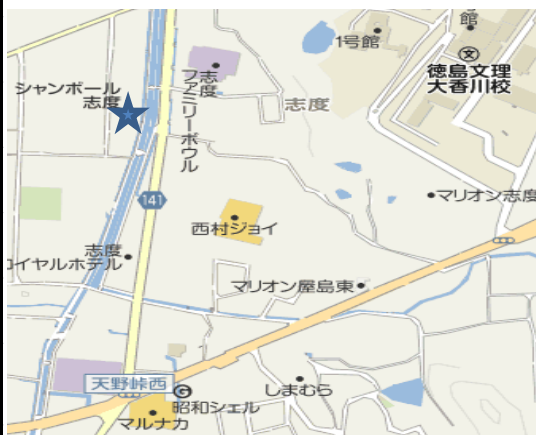 1号館
館
徳島文理
大香川校
文
シャンボール
志度
志度
ファミリーボウル
志度
141
マリオン志度
西村ジョイ
志度
ロイヤルホテル
マリオン屋島東
天野峠西
G
昭和シェル
しまむら
マルナカ